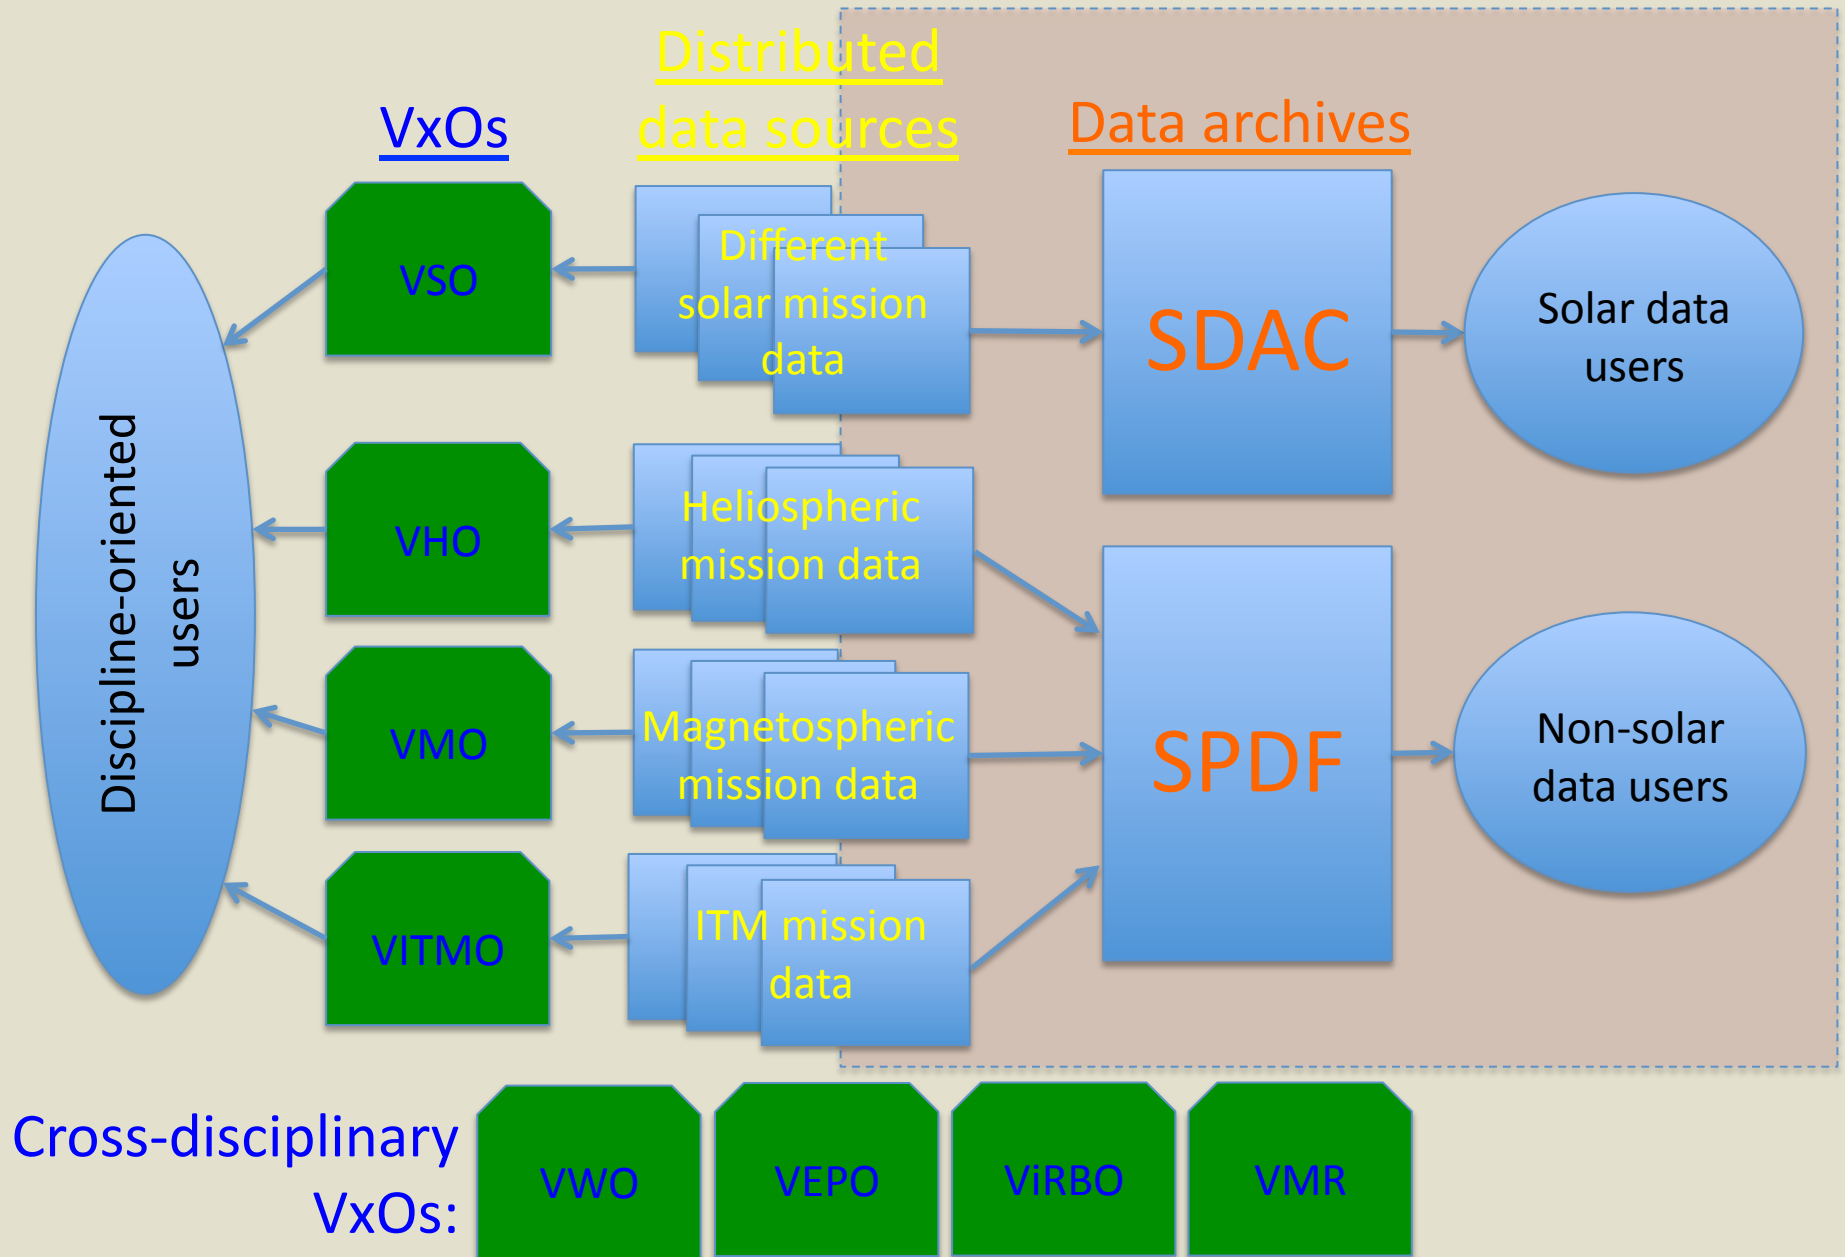 Distributed
data sources
VxOs
Data archives
VSO
Different
solar mission
data
SDAC
Solar data
users
Discipline-oriented
users
VHO
Heliospheric
mission data
VMO
Magnetospheric
mission data
SPDF
Non-solar
data users
VITMO
ITM mission
data
Cross-disciplinary
VxOs:
VWO
VEPO
ViRBO
VMR